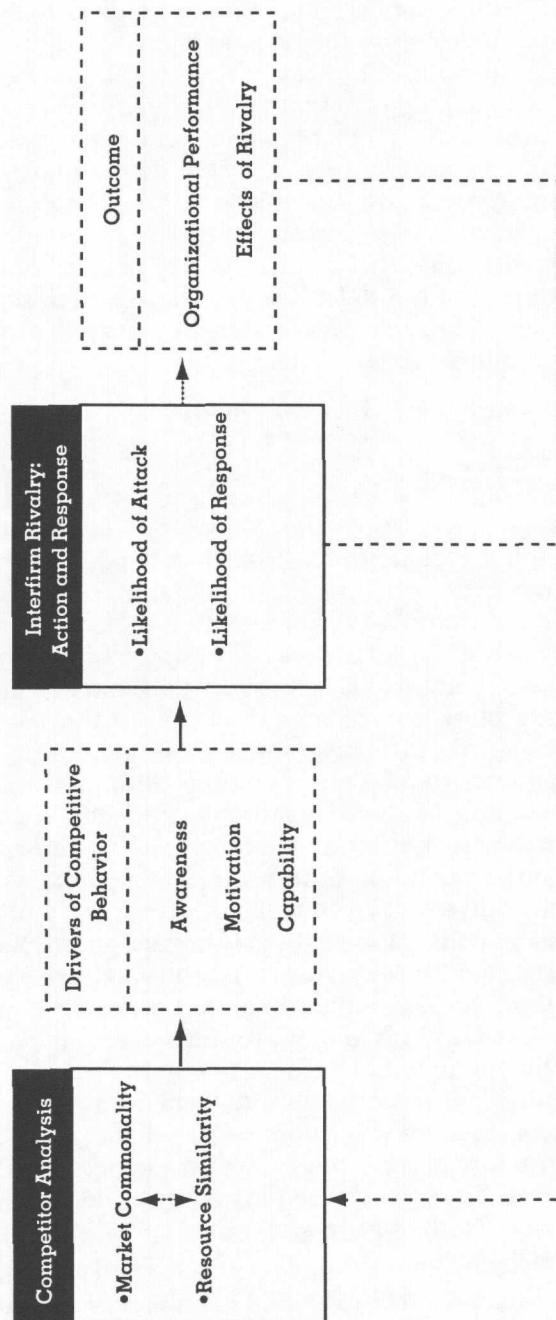 Competitor Analysis
•Market Commonality
•Resource Similarity
Drivers of Competitive
Behavior
Awareness
Motivation
Capability
Interfirm Rivalry:
Action and Response
•Likelihood of Attack
•Likelihood of Response
Outcome
Organizational Performance
Effects of Rivalry